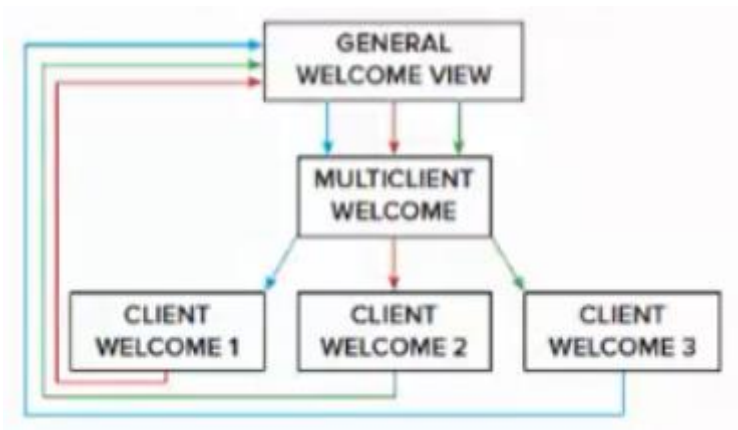 GENERAL
WELCOME VIEW
MULTICLIENT
WELCOME
CLIENT
WELCOME 1
CLIENT
WELCOME 2
CLIENT
WELCOME 3